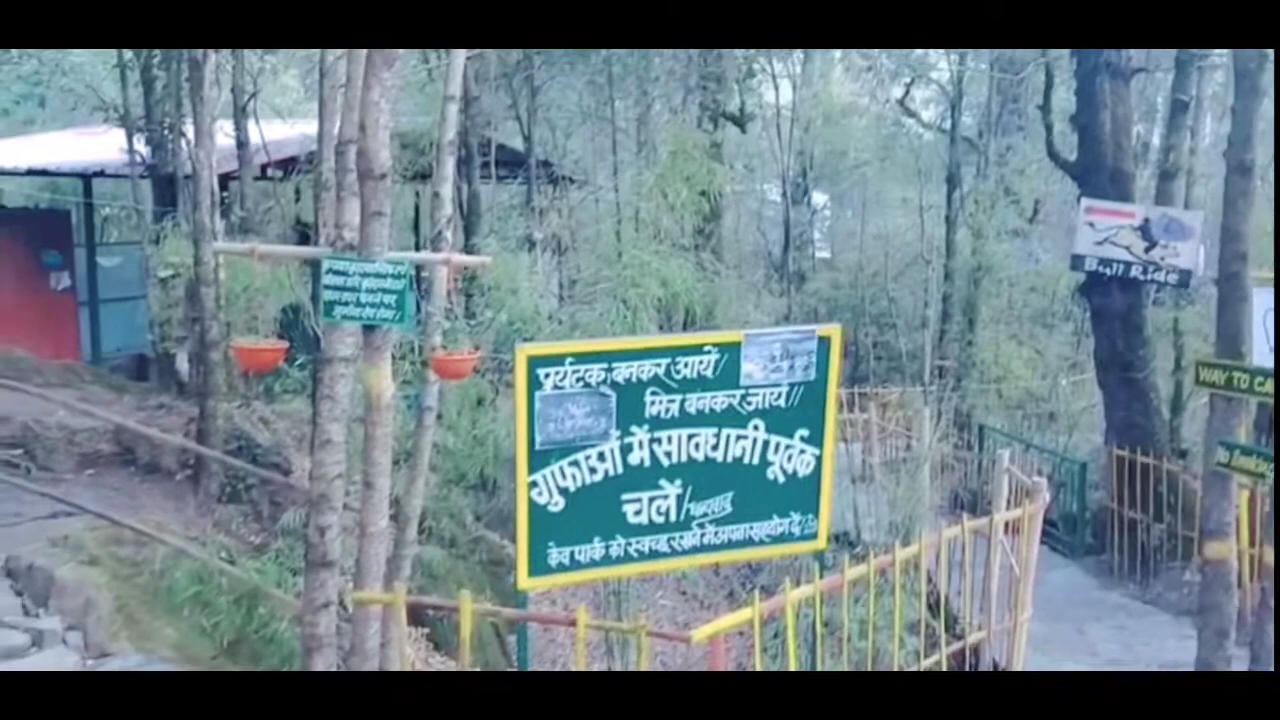 प्रर्यटक बनकर आयें/
मित्र बनकर जाये//
गुफाओं में सावधानी पूर्वक
चलें/धन्यवाद
केव पार्क को स्वच्छ रखने में अपना सहयोग दें/
Bull Ride
WAY TO CA
No Smoking